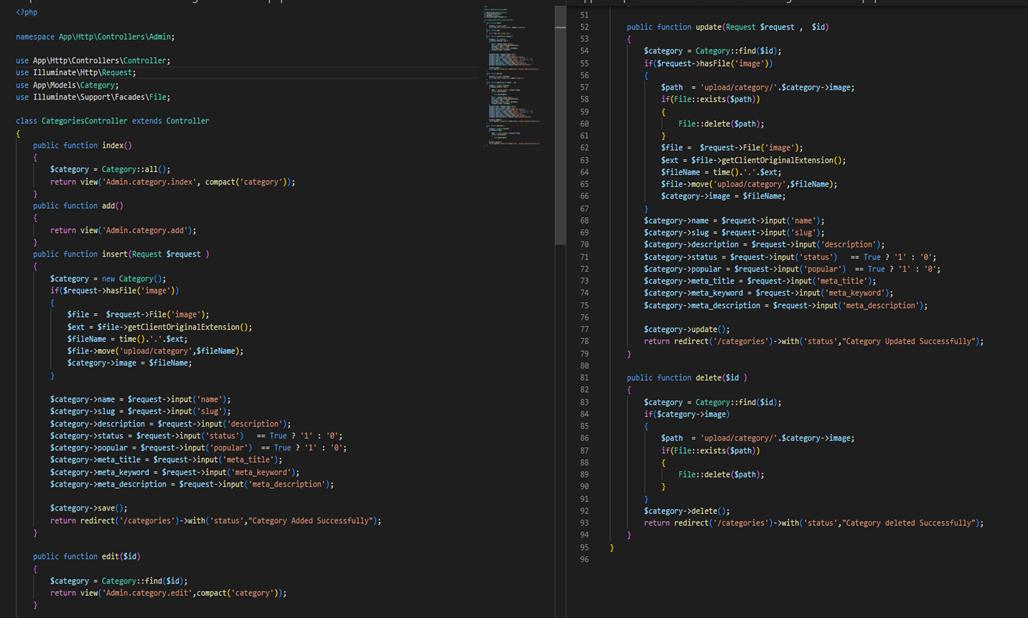 <?php
namespace App\Http\Controllers\Admin;
use App\Http\Controllers\Controller;
use Illuminate\Http\Request;
use App\Models\Category;
use Illuminate\Support\Facades\File;
class CategoriesController extends Controller
{
public function index()
{
$category = Category::all();
return view('Admin.category.index', compact('category'));
}
public function add()
{
return view('Admin.category.add');
}
public function insert(Request $request )
{
$category = new Category();
if($request->hasFile('image'))
{
$file =  $request->File('image');
$ext = $file->getClientOriginalExtension();
$fileName = time().'.'.$ext;
$file->move('upload/category',$fileName);
$category->image = $fileName;
}
$category->name = $request->input('name');
$category->slug = $request->input('slug');
$category->description = $request->input('description');
$category->status = $request->input('status')   == True ? '1' : '0';
$category->popular = $request->input('popular')  == True ? '1' : '0';
$category->meta_title = $request->input('meta_title');
$category->meta_keyword = $request->input('meta_keyword');
$category->meta_description = $request->input('meta_description');
$category->save();
return redirect('/categories')->with('status',"Category Added Successfully");
}
public function edit($id)
{
$category = Category::find($id);
return view('Admin.category.edit',compact('category'));
}
51
52 public function update(Request $request ,  $id)
53 {
54 $category = Category::find($id);
55 if($request->hasFile('image'))
56 {
57 $path  = 'upload/category/'.$category->image;
58 if(File::exists($path))
59 {
60 File::delete($path);
61 }
62 $file =  $request->File('image');
63 $ext = $file->getClientOriginalExtension();
64 $fileName = time().'.'.$ext;
65 $file->move('upload/category',$fileName);
66 $category->image = $fileName;
67 }
68 $category->name = $request->input('name');
69 $category->slug = $request->input('slug');
70 $category->description = $request->input('description');
71 $category->status = $request->input('status')   == True ? '1' : '0';
72 $category->popular = $request->input('popular')  == True ? '1' : '0';
73 $category->meta_title = $request->input('meta_title');
74 $category->meta_keyword = $request->input('meta_keyword');
75 $category->meta_description = $request->input('meta_description');
76
77 $category->update();
78 return redirect('/categories')->with('status',"Category Updated Successfully");
79 }
80
81 public function delete($id )
82 {
83 $category = Category::find($id);
84 if($category->image)
85 {
86 $path  = 'upload/category/'.$category->image;
87 if(File::exists($path))
88 {
89 File::delete($path);
90 }
91 }
92 $category->delete();
93 return redirect('/categories')->with('status',"Category deleted Successfully");
94 }
95 }
96